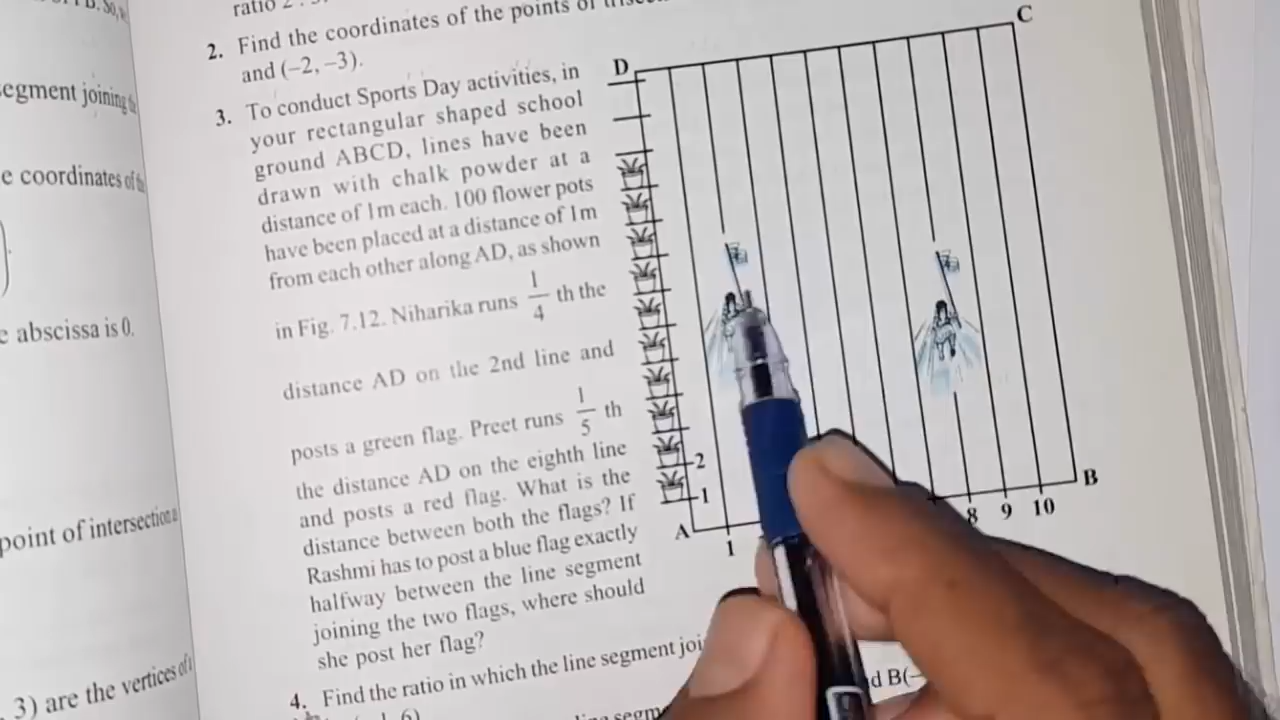 ratio 2 :
2. Find the coordinates of the points of
and (–2, –3).
3. To conduct Sports Day activities, in
your rectangular shaped school
ground ABCD, lines have been
drawn with chalk powder at a
distance of 1m each. 100 flower pots
have been placed at a distance of 1m
from each other along AD, as shown
in Fig. 7.12. Niharika runs 1/4 th the
distance AD on the 2nd line and
posts a green flag. Preet runs 1/5 th
the distance AD on the eighth line
and posts a red flag. What is the
distance between both the flags? If
Rashmi has to post a blue flag exactly
halfway between the line segment
joining the two flags, where should
she post her flag?
4. Find the ratio in which the line segment joi
B(–
segment joining
e coordinates of
e abscissa is 0.
point of intersection
3) are the vertices of
D
C
2
1
A
B
1
8 9 10